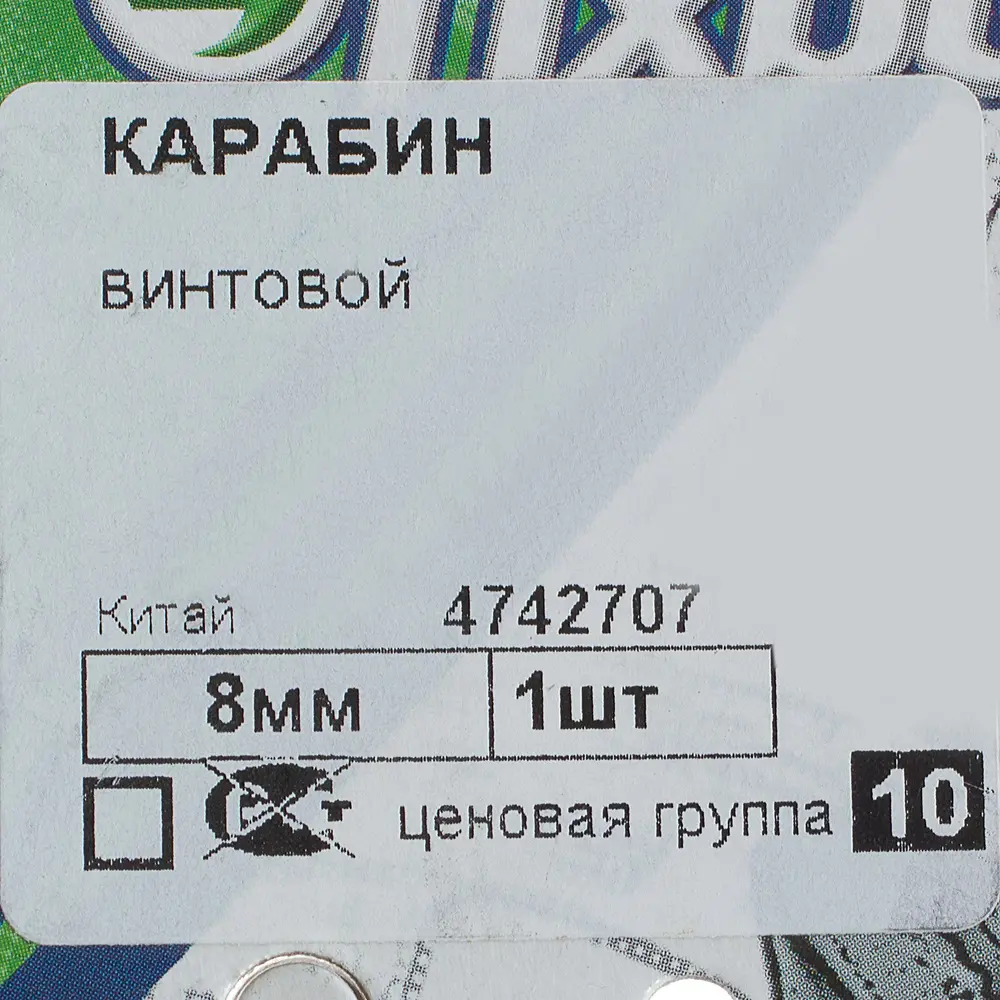 КАРАБИН
винтовой
Китай 4742707
8мм 1шт
ценовая группа 10